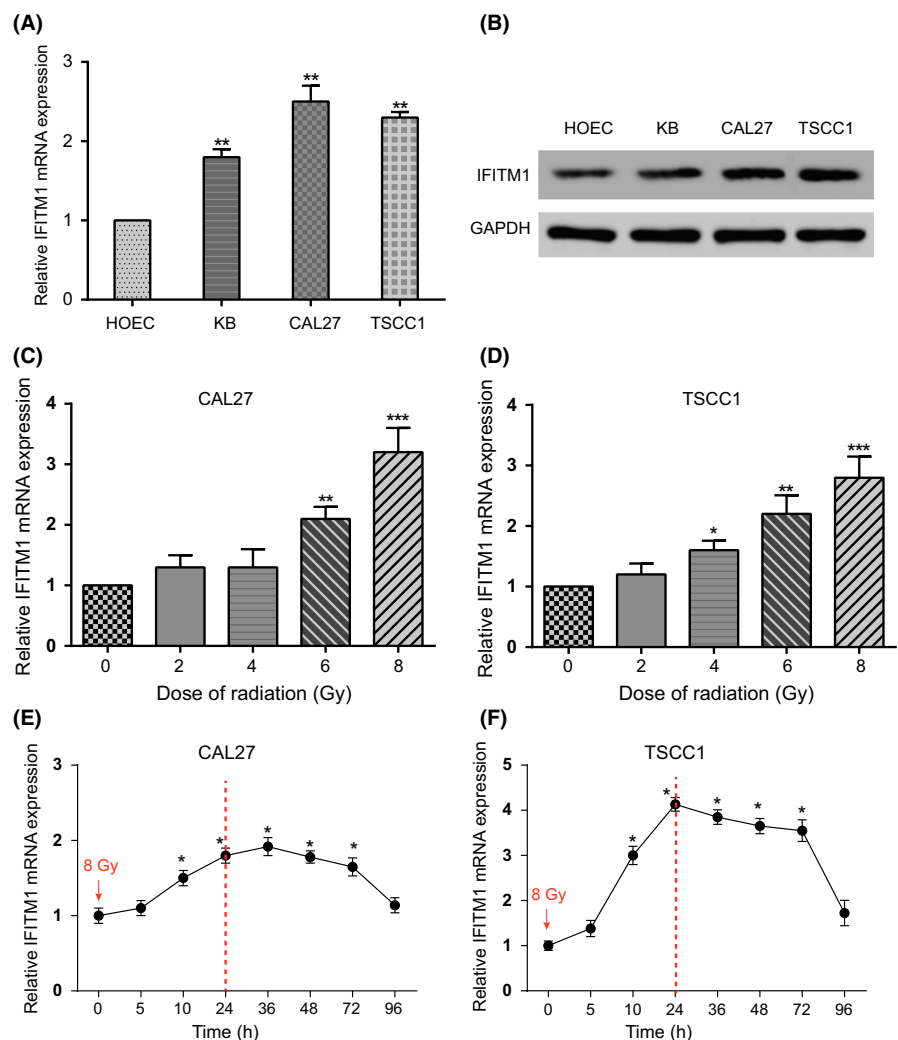 (A)
Relative IFITM1 mRNA expression
3
2
1
0
**
**
**
HOEC KB CAL27 TSCC1
(B)
HOEC KB CAL27 TSCC1
IFITM1
GAPDH
(C)
CAL27
Relative IFITM1 mRNA expression
4
3
2
1
0
**
***
0 2 4 6 8
Dose of radiation (Gy)
(D)
TSCC1
Relative IFITM1 mRNA expression
4
3
2
1
0
*
**
***
0 2 4 6 8
Dose of radiation (Gy)
(E)
CAL27
Relative IFITM1 mRNA expression
3
2
1
0
8 Gy
* * * * *
0 5 10 24 36 48 72 96
Time (h)
(F)
TSCC1
Relative IFITM1 mRNA expression
5
4
3
2
1
0
8 Gy
* * * * *
0 5 10 24 36 48 72 96
Time (h)